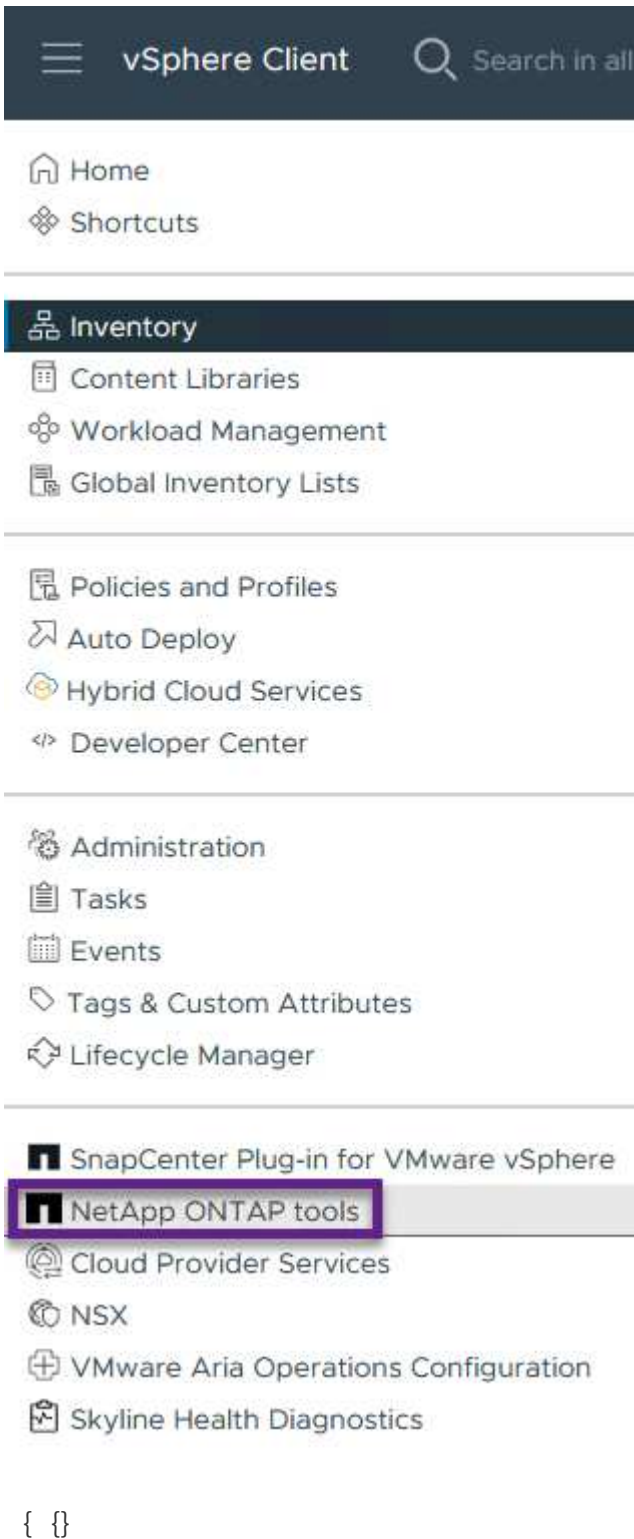 vSphere Client
Search in all
Home
Shortcuts
Inventory
Content Libraries
Workload Management
Global Inventory Lists
Policies and Profiles
Auto Deploy
Hybrid Cloud Services
Developer Center
Administration
Tasks
Events
Tags & Custom Attributes
Lifecycle Manager
SnapCenter Plug-in for VMware vSphere
NetApp ONTAP tools
Cloud Provider Services
NSX
VMware Aria Operations Configuration
Skyline Health Diagnostics
{ {}